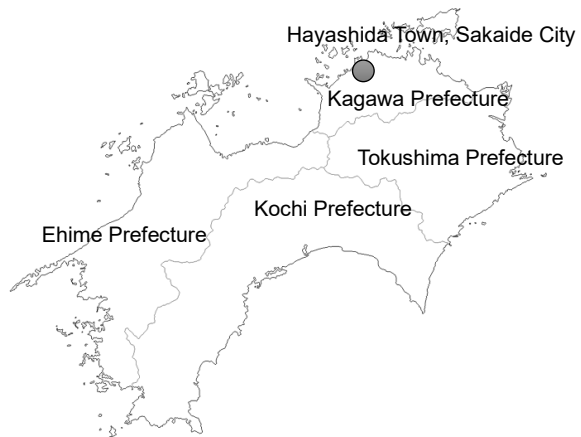 Hayashida Town, Sakaide City
Kagawa Prefecture
Tokushima Prefecture
Kochi Prefecture
Ehime Prefecture